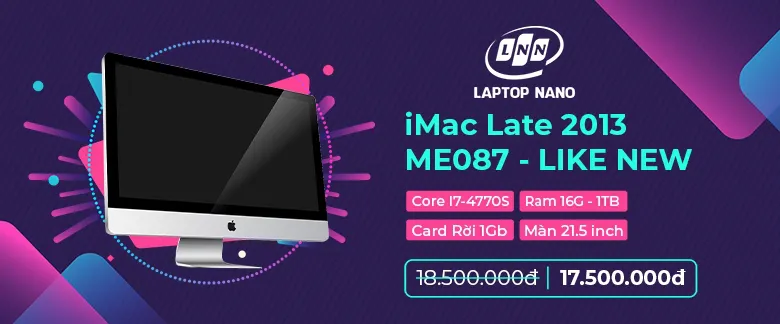 LNN
LAPTOP NANO
iMac Late 2013
ME087 - LIKE NEW
Core I7-4770S
Ram 16G - 1TB
Card Rời 1Gb
Màn 21.5 inch
18.500.000đ
17.500.000đ